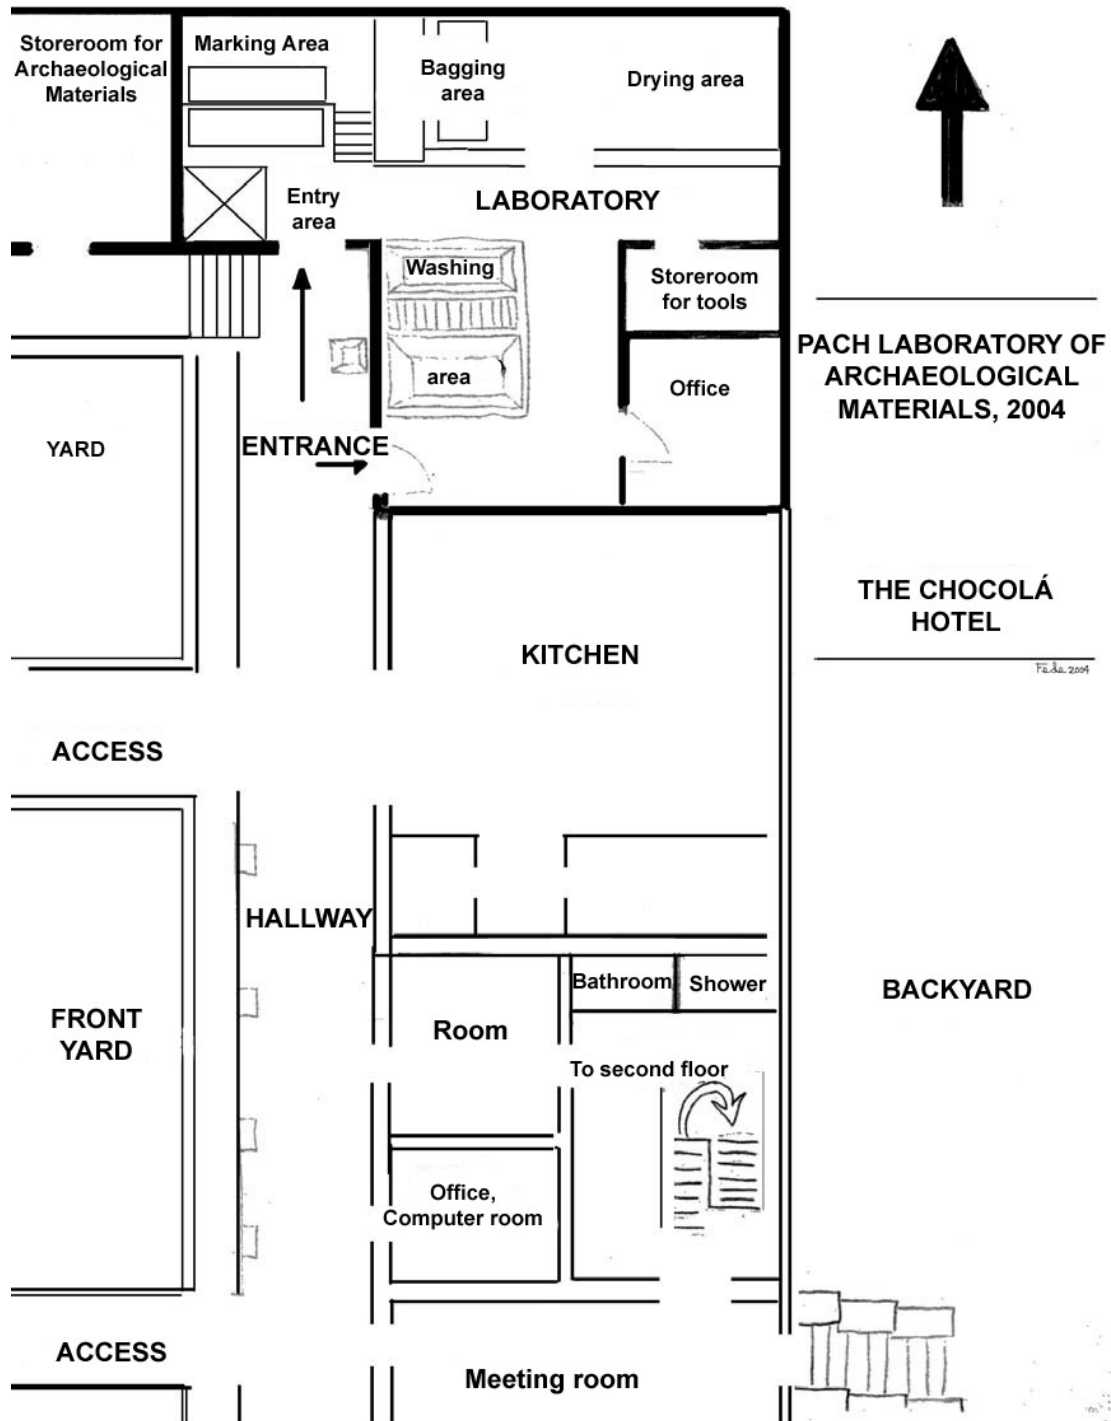 Storeroom for
Archaeological
Materials
Marking Area
Bagging
area
Drying area
Entry
area
LABORATORY
Washing
area
Storeroom
for tools
Office
PACH LABORATORY OF
ARCHAEOLOGICAL
MATERIALS, 2004
YARD
ENTRANCE
THE CHOCOLÁ
HOTEL
Fede 2004
KITCHEN
ACCESS
HALLWAY
FRONT
YARD
Room
Bathroom
Shower
BACKYARD
To second floor
Office,
Computer room
ACCESS
Meeting room